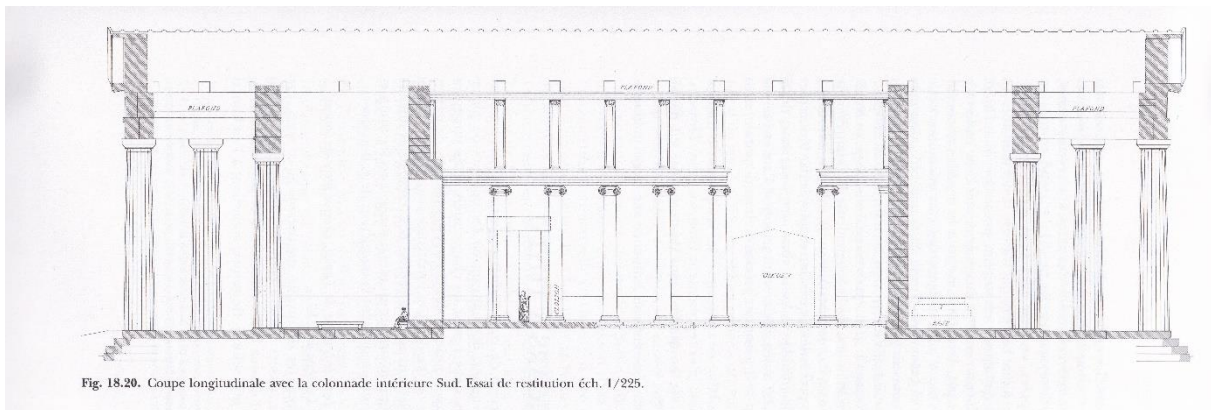 PLAFOND
PLAFOND
PLAFOND
BASE
Fig. 18.20. Coupe longitudinale avec la colonnade intérieure Sud. Essai de restitution éch. 1/225.